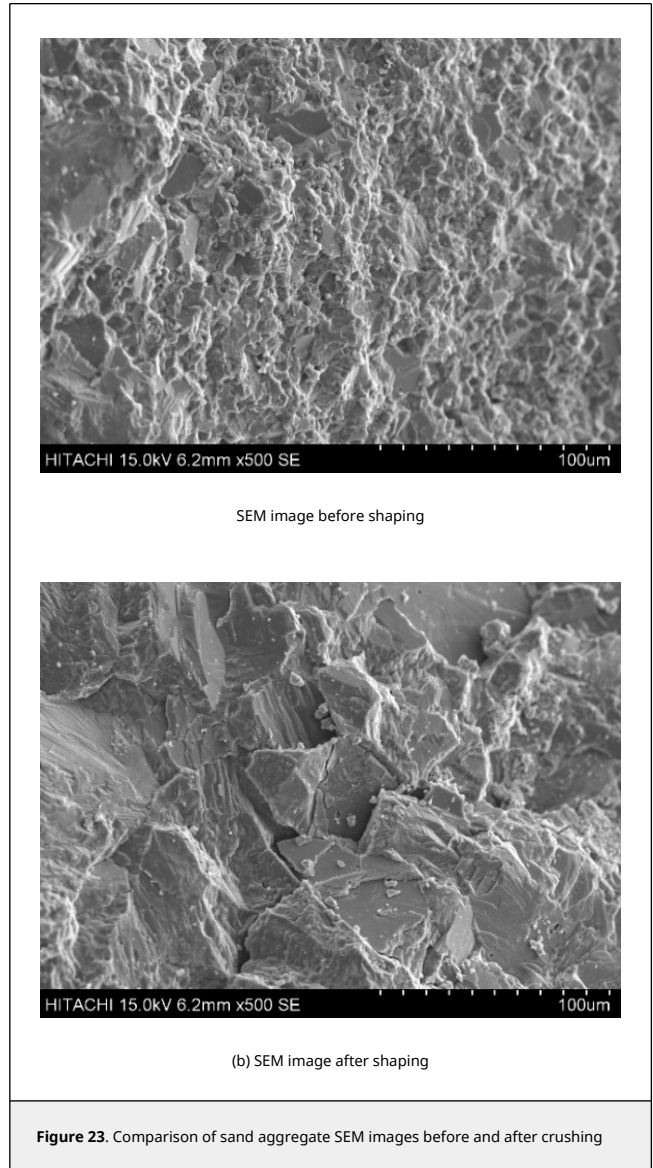 HITACHI 15.0kV 6.2mm x500 SE 100um
SEM image before shaping
HITACHI 15.0kV 6.2mm x500 SE 100um
(b) SEM image after shaping
Figure 23. Comparison of sand aggregate SEM images before and after crushing